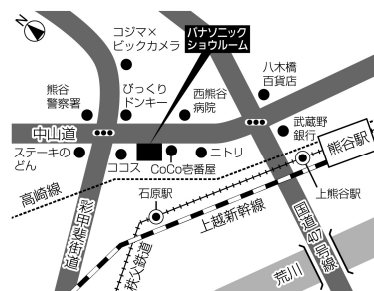 コジマ×
ビックカメラ
パナソニック
ショウルーム
八木橋
百貨店
熊谷
警察署
びっくり
ドンキー
西熊谷
病院
武蔵野
銀行
中山道
熊谷駅
ステーキの
どん
ココス
CoCo壱番屋
ニトリ
高崎線
石原駅
上熊谷駅
上越新幹線
彩甲斐街道
秩父鉄道
国道407号線
荒川